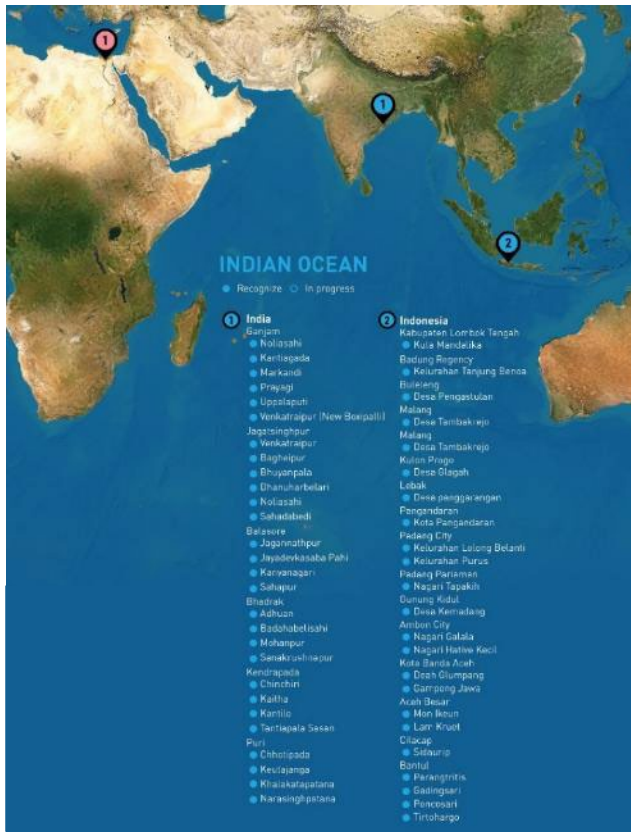 1
1
2
INDIAN OCEAN
Recognize In progress
1 India
Ganjam
Noliasahi
Kantiagada
Markandi
Prayagi
Uppalaputi
Venkatraipur (New Boxipalli)
Jagatsinghpur
Venkatraipur
Bagheipur
Bhuyanpala
Dhanuharbelari
Noliasahi
Sahadabedi
Balasore
Jagannathpur
Jayadevkasaba Pahi
Kanyanagari
Sahapur
Bhadrak
Adhuan
Badahabelisahi
Mohanpur
Sanakrushnapur
Kendrapada
Chinchiri
Kaitha
Kantilo
Tantiapala Sasan
Puri
Chhotipada
Keutajanga
Khalakatapatana
Narasinghpatana
2 Indonesia
Kabupaten Lombok Tengah
Kuta Mandalika
Badung Regency
Kelurahan Tanjung Benoa
Buleleng
Desa Pengastulan
Malang
Desa Tambakrejo
Malang
Desa Tambakrejo
Kulon Progo
Desa Glagah
Lebak
Desa panggarangan
Pangandaran
Kota Pangandaran
Padang City
Kelurahan Lolong Belanti
Kelurahan Purus
Padang Pariaman
Nagari Tapakih
Gunung Kidul
Desa Kemadang
Ambon City
Nagari Galala
Nagari Hative Kecil
Kota Banda Aceh
Deah Glumpang
Gampong Jawa
Aceh Besar
Mon Ikeun
Lam Kruet
Cilacap
Sidaurip
Bantul
Parangtritis
Gadingsari
Poncosari
Tirtohargo